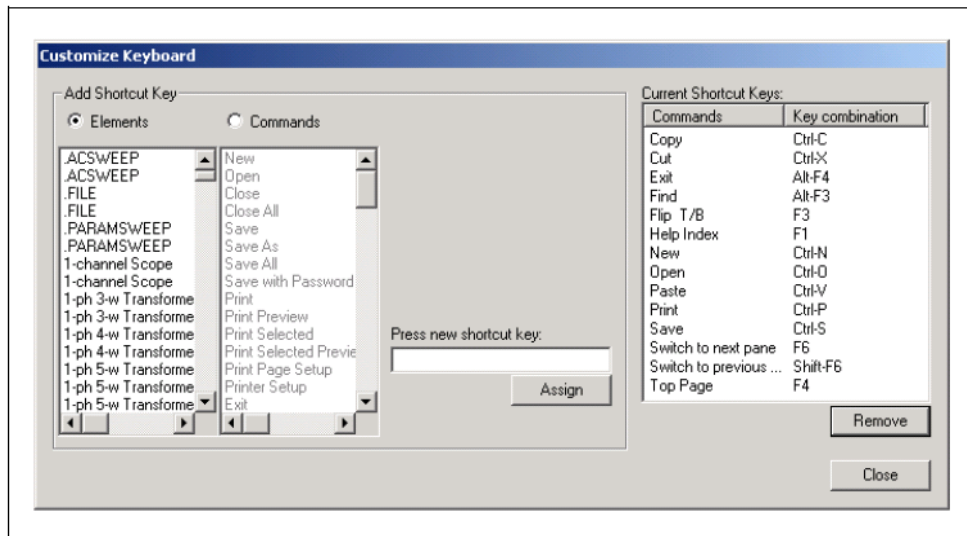 Customize Keyboard
Add Shortcut Key
Elements
Commands
.ACSWEEP
.ACSWEEP
.FILE
.FILE
.PARAMSWEEP
.PARAMSWEEP
1-channel Scope
1-channel Scope
1-ph 3-w Transforme
1-ph 3-w Transforme
1-ph 4-w Transforme
1-ph 4-w Transforme
1-ph 5-w Transforme
1-ph 5-w Transforme
1-ph 5-w Transforme
New
Open
Close
Close All
Save
Save As
Save All
Save with Password
Print
Print Preview
Print Selected
Print Selected Previe
Print Page Setup
Printer Setup
Exit
Press new shortcut key:
Assign
Current Shortcut Keys:
Commands Key combination
Copy Ctrl-C
Cut Ctrl-X
Exit Alt-F4
Find Alt-F3
Flip T/B F3
Help Index F1
New Ctrl-N
Open Ctrl-O
Paste Ctrl-V
Print Ctrl-P
Save Ctrl-S
Switch to next pane F6
Switch to previous ... Shift-F6
Top Page F4
Remove
Close